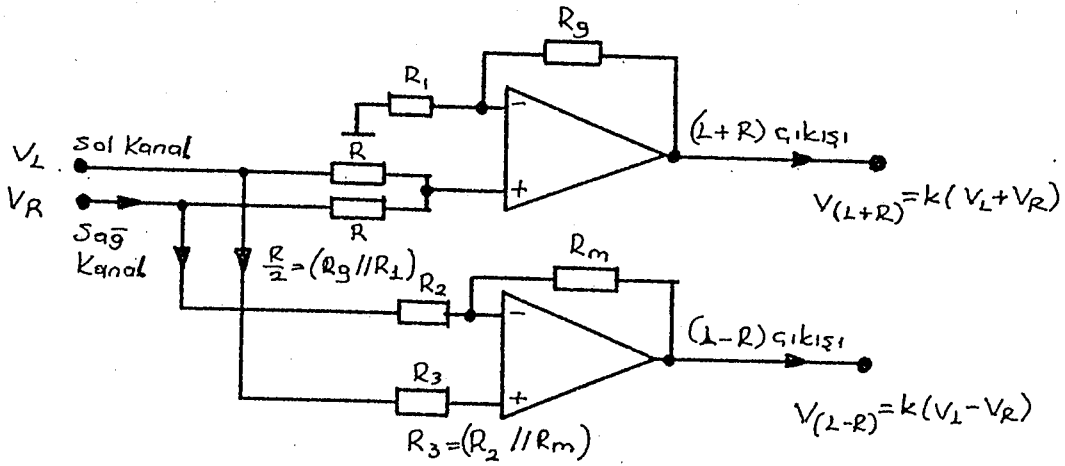 Rg
R1
(L+R) çıkışı
VL
Sol Kanal
R
VR
V(L+R)=k(VL+VR)
R
Sağ
Kanal
R/2=(Rg//R1)
Rm
R2
(L-R) çıkışı
R3
V(L-R)=k(VL-VR)
R3=(R2//Rm)
-
+
-
+